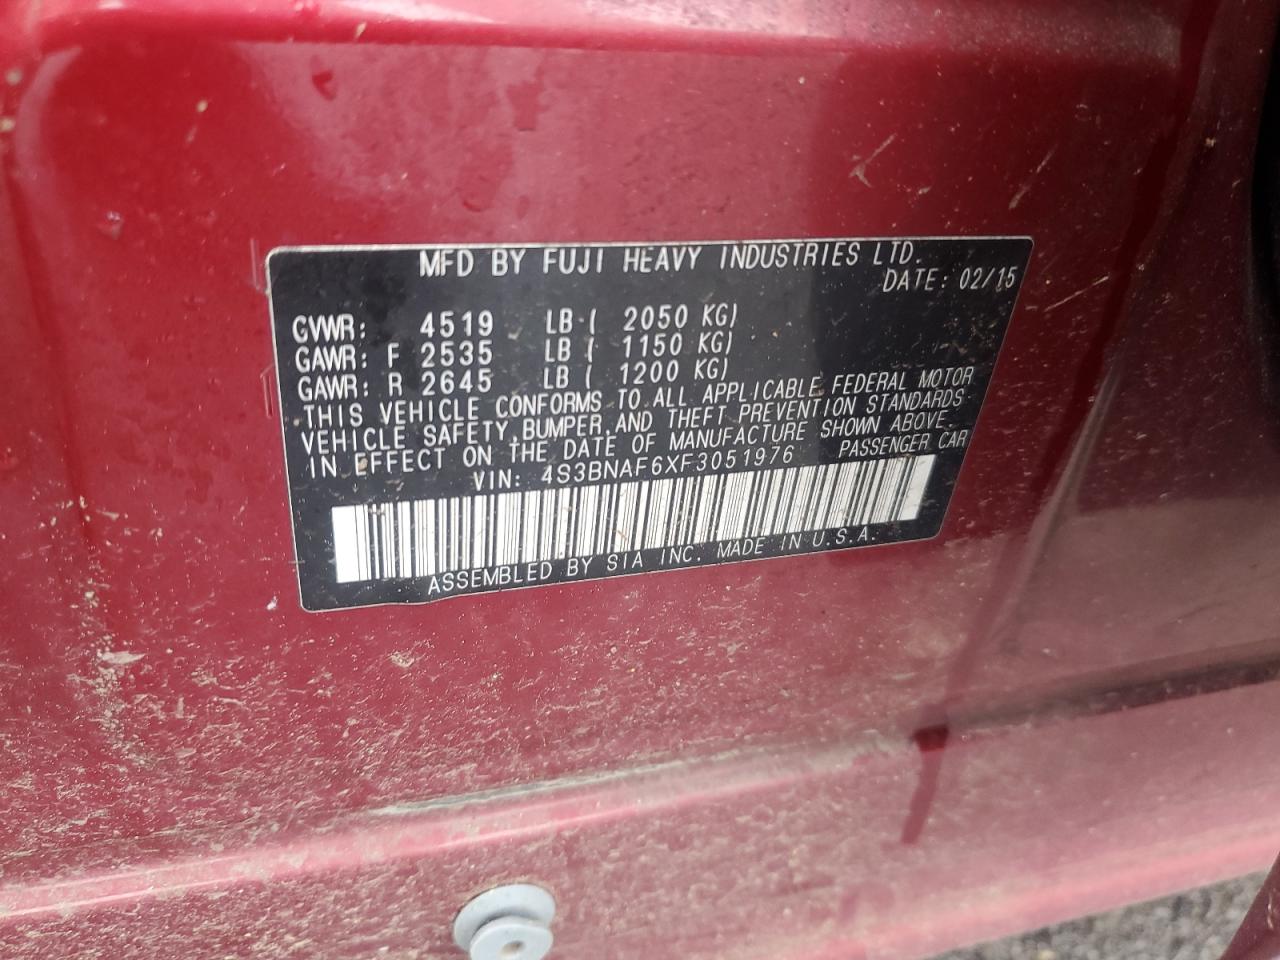 MFD BY FUJI HEAVY INDUSTRIES LTD.
DATE: 02/15
GVWR: 4519 LB ( 2050 KG)
GAWR: F 2535 LB ( 1150 KG)
GAWR: R 2645 LB ( 1200 KG)
THIS VEHICLE CONFORMS TO ALL APPLICABLE FEDERAL MOTOR
VEHICLE SAFETY, BUMPER AND THEFT PREVENTION STANDARDS
IN EFFECT ON THE DATE OF MANUFACTURE SHOWN ABOVE.
VIN: 4S3BNAF6XF3051976 PASSENGER CAR
ASSEMBLED BY SIA INC. MADE IN U.S.A.